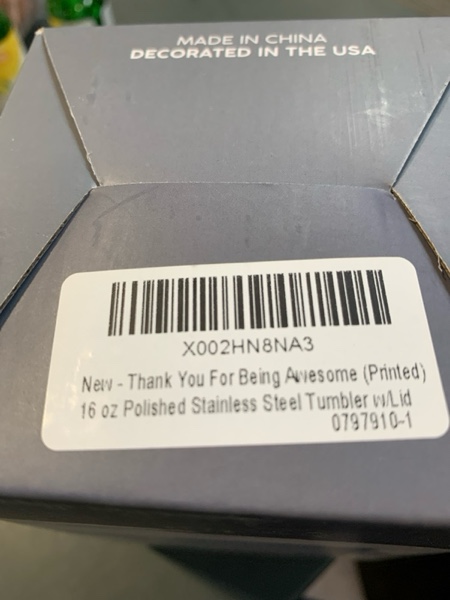 MADE IN CHINA
DECORATED IN THE USA
X002HN8NA3
New - Thank You For Being Awesome (Printed)
16 oz Polished Stainless Steel Tumbler w/Lid
0797910-1